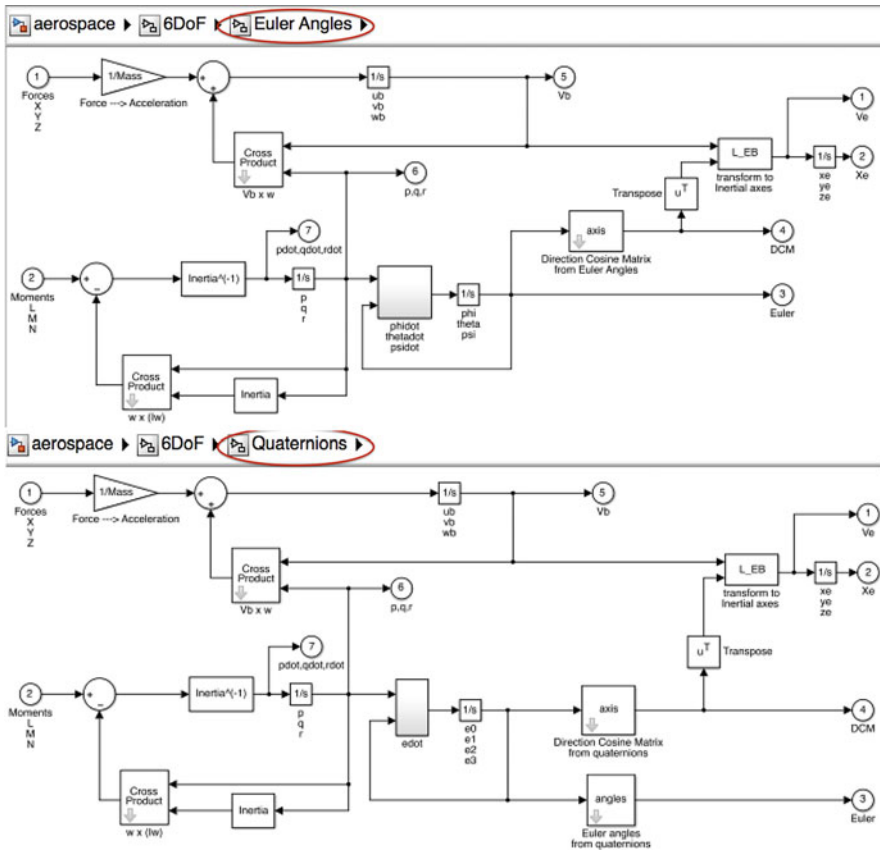 aerospace ▸ 6DoF ▸ Euler Angles ▸
1
Forces
X
Y
Z
1/Mass
Force ---> Acceleration
+
+
1/s
ub
vb
wb
5
Vb
1
Ve
Cross
Product
Vb x w
6
p,q,r
L_EB
transform to
Inertial axes
1/s
xe
ye
ze
2
Xe
Transpose
u^T
7
pdot,qdot,rdot
axis
Direction Cosine Matrix
from Euler Angles
4
DCM
2
Moments
L
M
N
+
−
Inertia^(-1)
1/s
p
q
r
phidot
thetadot
psidot
1/s
phi
theta
psi
3
Euler
Cross
Product
w x (Iw)
Inertia
aerospace ▸ 6DoF ▸ Quaternions ▸
1
Forces
X
Y
Z
1/Mass
Force ---> Acceleration
+
+
1/s
ub
vb
wb
5
Vb
1
Ve
Cross
Product
Vb x w
6
p,q,r
L_EB
transform to
Inertial axes
1/s
xe
ye
ze
2
Xe
u^T
Transpose
7
pdot,qdot,rdot
2
Moments
L
M
N
+
−
Inertia^(-1)
1/s
p
q
r
edot
1/s
e0
e1
e2
e3
axis
Direction Cosine Matrix
from quaternions
4
DCM
Cross
Product
w x (Iw)
Inertia
angles
Euler angles
from quaternions
3
Euler